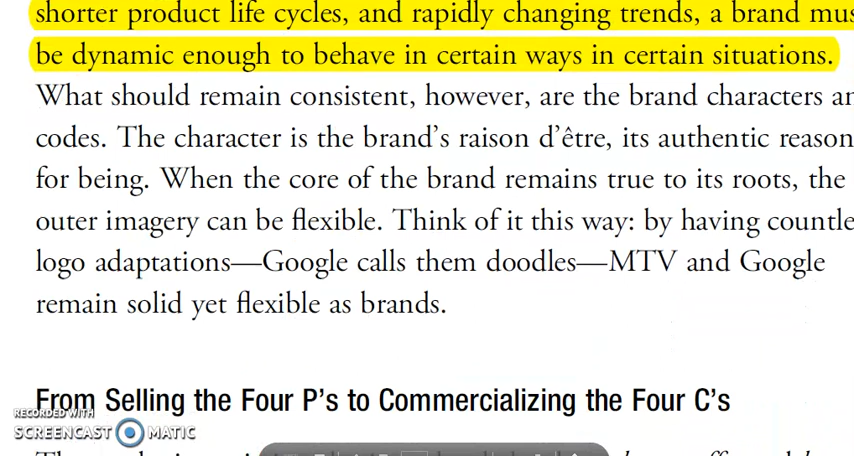 shorter product life cycles, and rapidly changing trends, a brand
be dynamic enough to behave in certain ways in certain situations.
What should remain consistent, however, are the brand characters
codes. The character is the brand’s raison d’être, its authentic reason
for being. When the core of the brand remains true to its roots, the
outer imagery can be flexible. Think of it this way: by having
logo adaptations—Google calls them doodles—MTV and Google
remain solid yet flexible as brands.
From Selling the Four P’s to Commercializing the Four C’s
RECORDED WITH
SCREENCAST MATIC